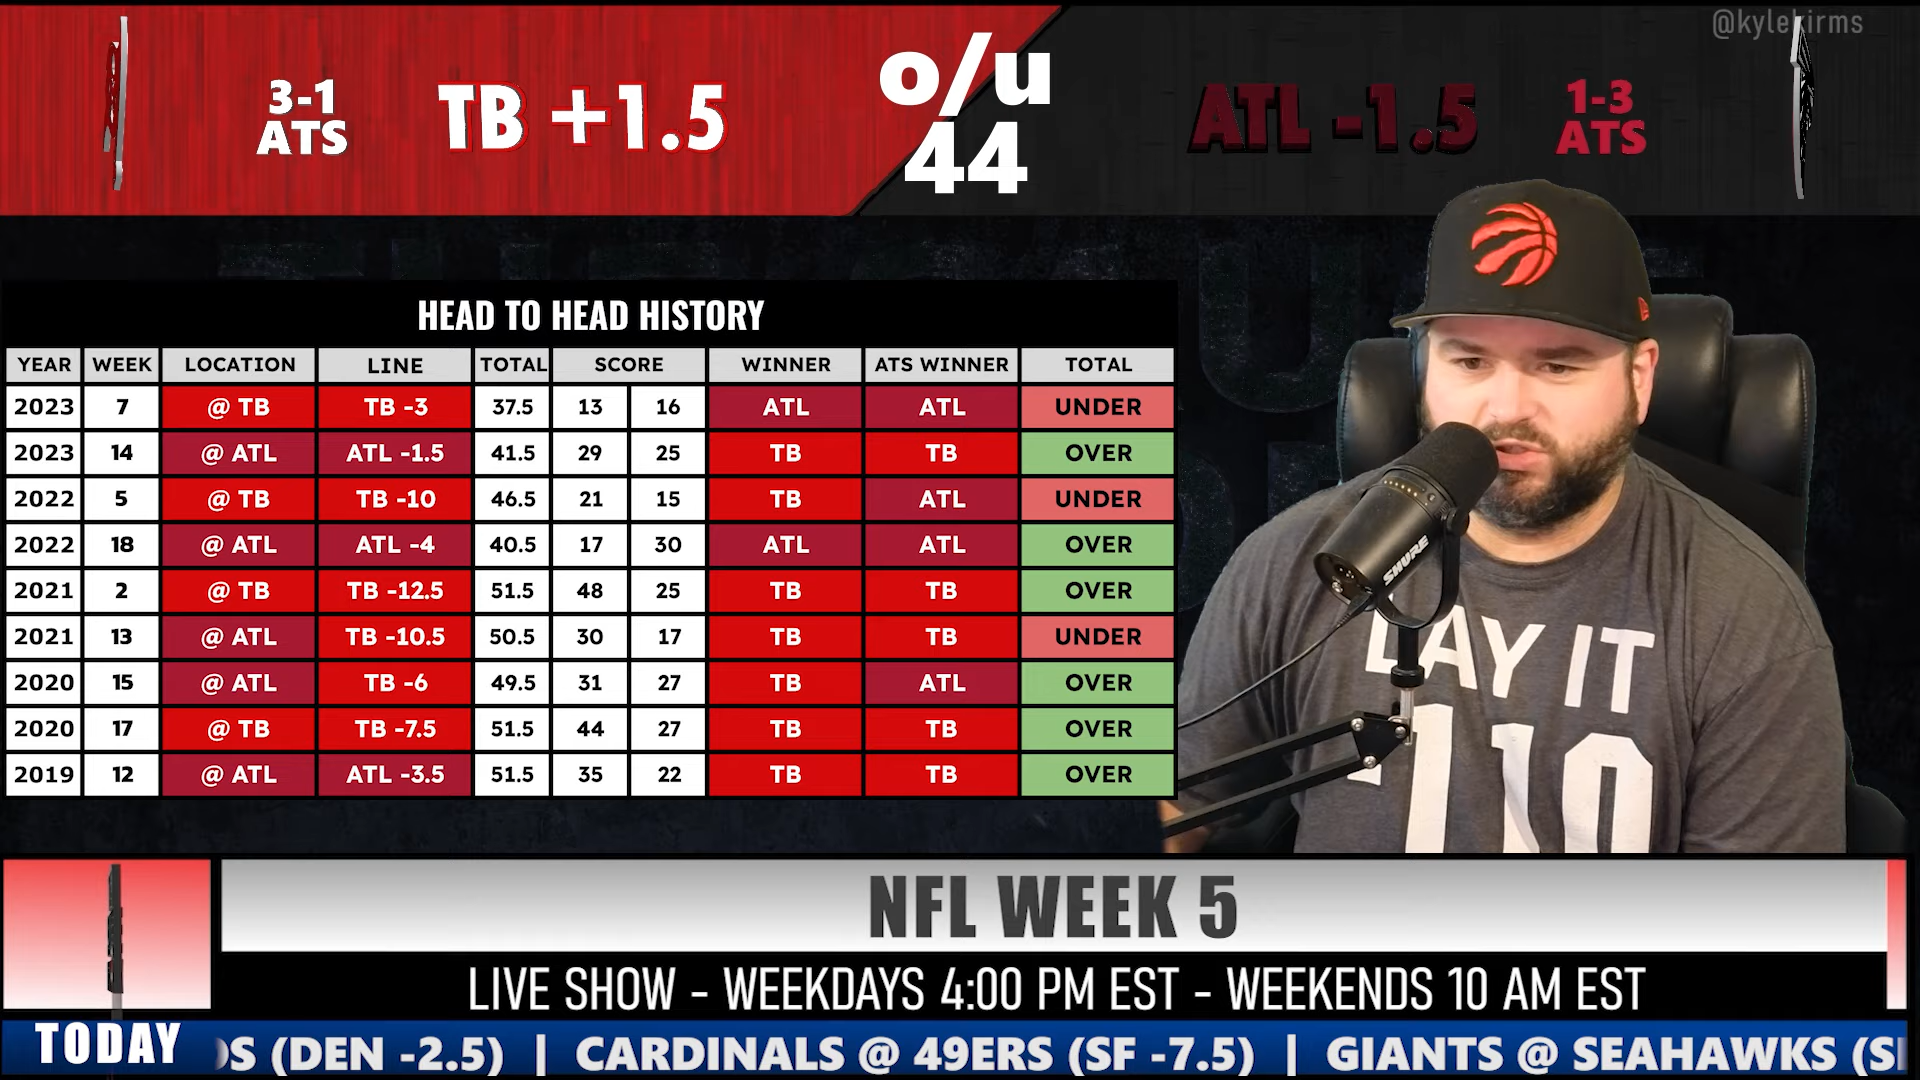 @kylekirms
3-1
ATS
TB +1.5
o/u
44
ATL -1.5
1-3
ATS
HEAD TO HEAD HISTORY
YEAR WEEK LOCATION LINE TOTAL SCORE WINNER ATS WINNER TOTAL
2023 7 @ TB TB -3 37.5 13 16 ATL ATL UNDER
2023 14 @ ATL ATL -1.5 41.5 29 25 TB TB OVER
2022 5 @ TB TB -10 46.5 21 15 TB ATL UNDER
2022 18 @ ATL ATL -4 40.5 17 30 ATL ATL OVER
2021 2 @ TB TB -12.5 51.5 48 25 TB TB OVER
2021 13 @ ATL TB -10.5 50.5 30 17 TB TB UNDER
2020 15 @ ATL TB -6 49.5 31 27 TB ATL OVER
2020 17 @ TB TB -7.5 51.5 44 27 TB TB OVER
2019 12 @ ATL ATL -3.5 51.5 35 22 TB TB OVER
SHURE
LAY IT
-110
NFL WEEK 5
LIVE SHOW - WEEKDAYS 4:00 PM EST - WEEKENDS 10 AM EST
TODAY
(DEN -2.5) | CARDINALS @ 49ERS (SF -7.5) | GIANTS @ SEAHAWKS